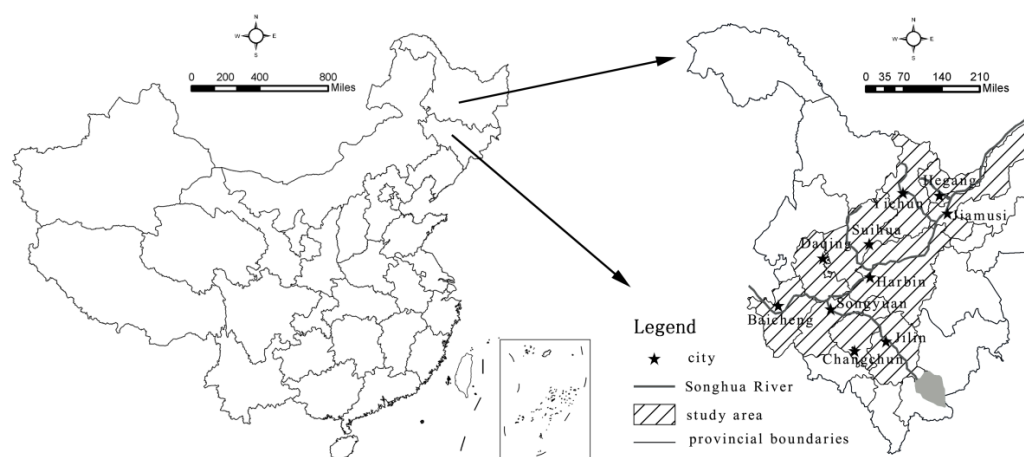 N
W E
S
0 200 400 800
Miles
N
W E
S
0 35 70 140 210
Miles
Hegang
Yichun
Jiamusi
Suihua
Daqing
Harbin
Songyuan
Baicheng
Jilin
Changchun
Legend
city
Songhua River
study area
provincial boundaries